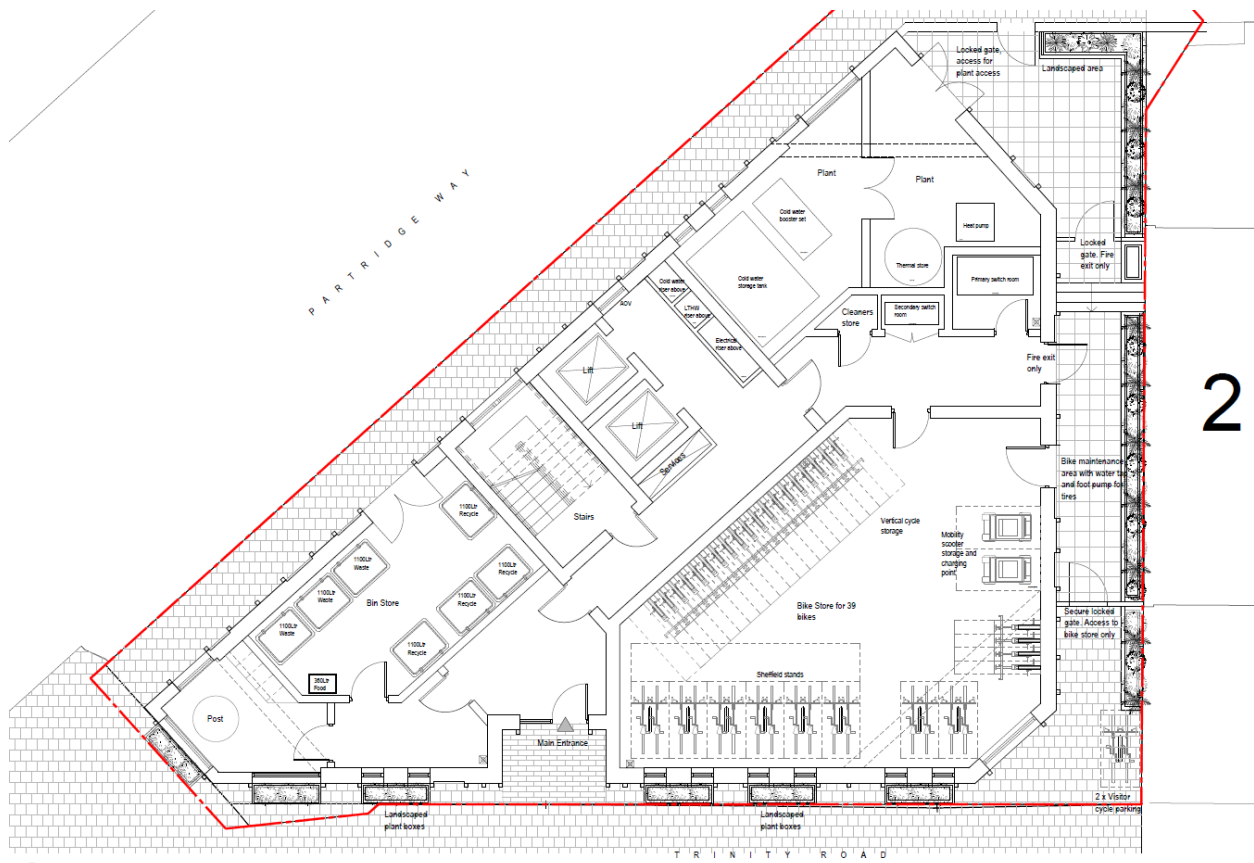 Locked gate,
access for
plant access
Landscaped area
PARTRIDGE WAY
Plant
Plant
Cold water
booster set
Heat pump
Thermal store
Cold water
storage tank
Locked
gate. Fire
exit only
Primary switch room
Cold water
riser above
AOV
LTHW
riser above
Electrical
riser above
Cleaners
store
Secondary switch
room
Fire exit
only
Lift
Lift
Services
2
Bike maintenance
area with water tap
and foot pump for
tires
Stairs
Vertical cycle
storage
Mobility
scooter
storage and
charging
point
1100Ltr
Recycle
1100Ltr
Waste
1100Ltr
Waste
1100Ltr
Waste
1100Ltr
Recycle
1100Ltr
Recycle
1100Ltr
Recycle
Bin Store
Bike Store for 39
bikes
Secure locked
gate. Access to
bike store only
360Ltr
Food
Sheffield stands
Post
Main Entrance
2 x Visitor
cycle parking
Landscaped
plant boxes
Landscaped
plant boxes
TRINITY ROAD